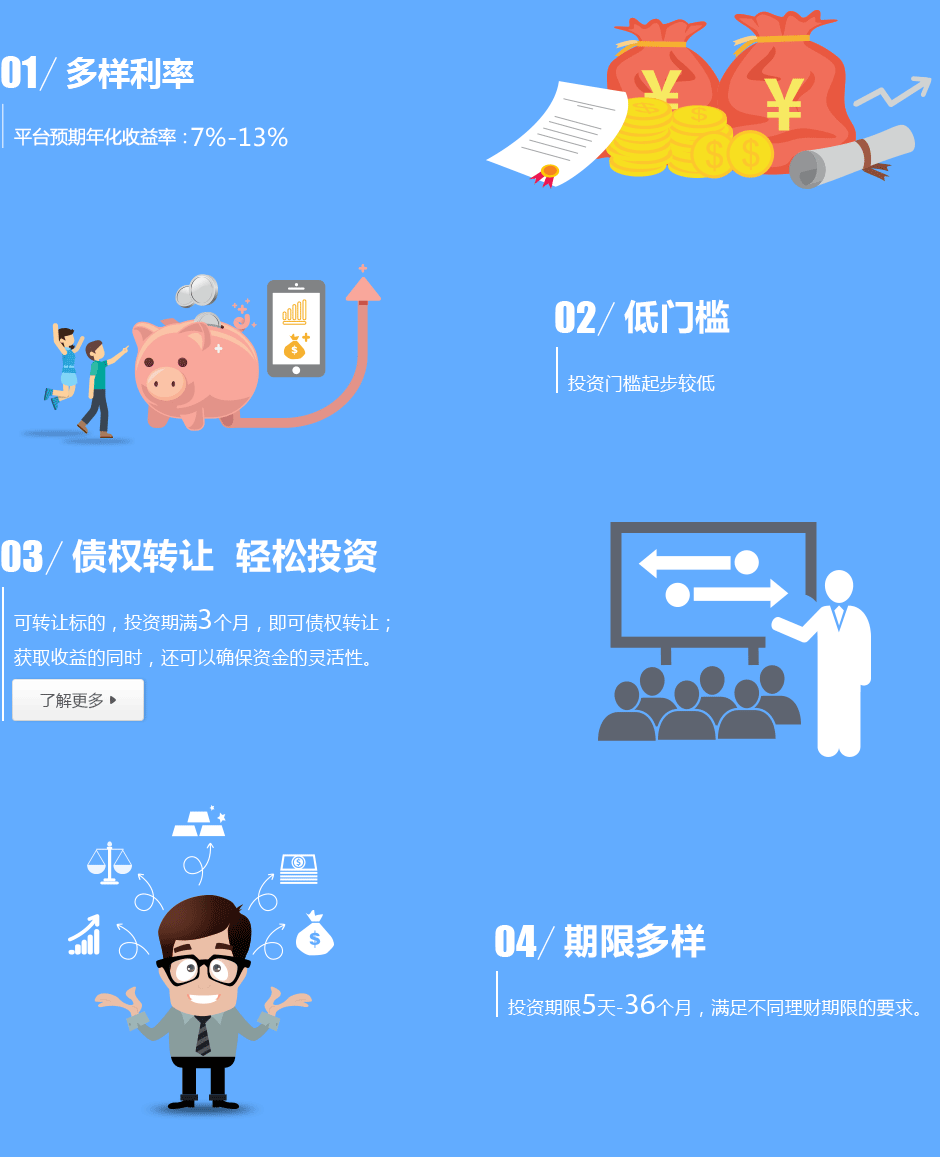 01/ 多样利率
平台预期年化收益率：7%-13%
¥
¥
$
$
$
$
$
02/ 低门槛
投资门槛起步较低
03/ 债权转让 轻松投资
可转让标的，投资期满3个月，即可债权转让；
获取收益的同时，还可以确保资金的灵活性。
了解更多
$
$
04/ 期限多样
投资期限5天-36个月，满足不同理财期限的要求。